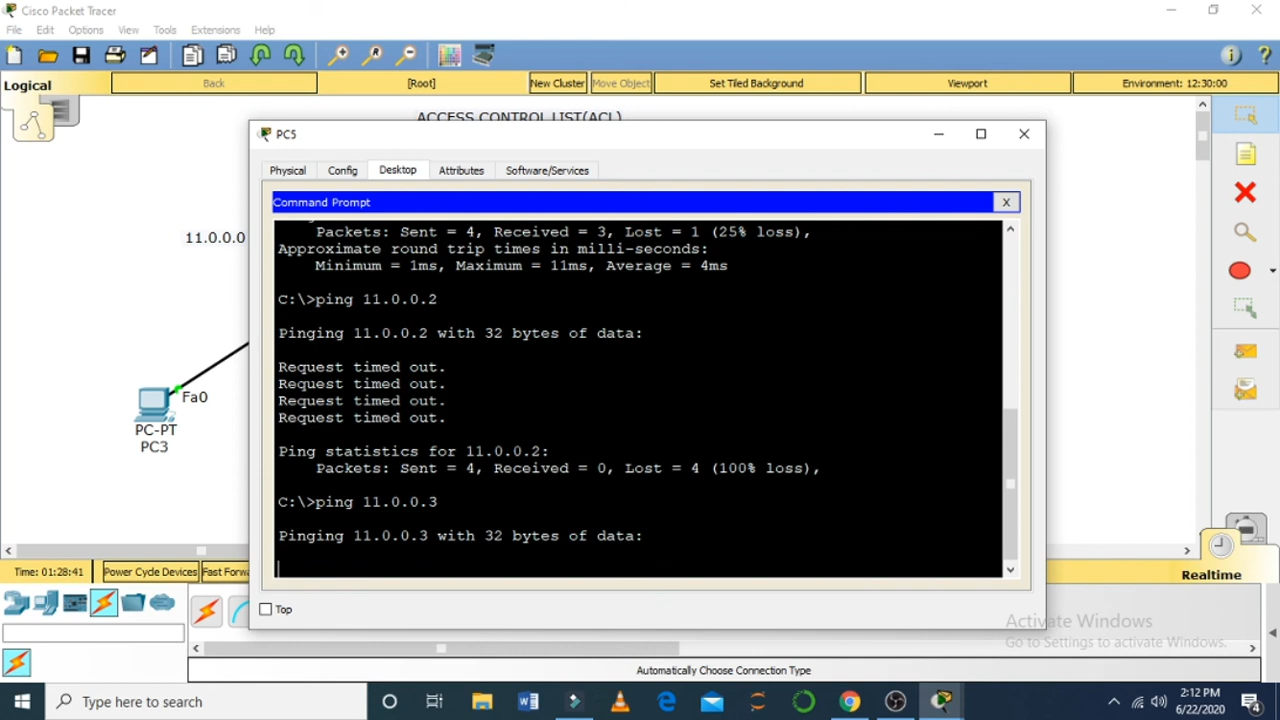 Cisco Packet Tracer
File Edit Options View Tools Extensions Help
Logical
Back
[Root]
New Cluster
Move Object
Set Tiled Background
Viewport
Environment: 12:30:00
ACCESS CONTROL LIST(ACL)
11.0.0.0
Fa0
PC-PT
PC3
PC5
Physical Config Desktop Attributes Software/Services
Command Prompt
X
Packets: Sent = 4, Received = 3, Lost = 1 (25% loss),
Approximate round trip times in milli-seconds:
Minimum = 1ms, Maximum = 11ms, Average = 4ms
C:\>ping 11.0.0.2
Pinging 11.0.0.2 with 32 bytes of data:
Request timed out.
Request timed out.
Request timed out.
Request timed out.
Ping statistics for 11.0.0.2:
Packets: Sent = 4, Received = 0, Lost = 4 (100% loss),
C:\>ping 11.0.0.3
Pinging 11.0.0.3 with 32 bytes of data:
Top
Time: 01:28:41
Power Cycle Devices
Fast Forw
Realtime
Activate Windows
Go to Settings to activate Windows.
Automatically Choose Connection Type
Type here to search
2:12 PM
6/22/2020
4